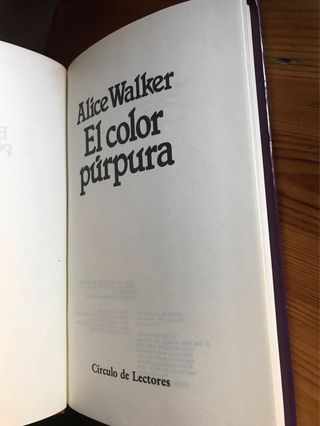 Alice Walker
El color
púrpura
Círculo de Lectores